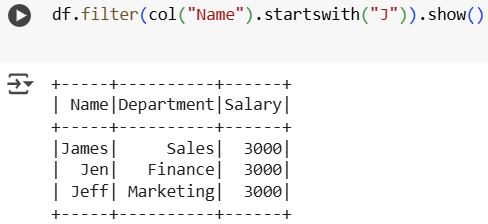 df.filter(col("Name").startswith("J")).show()
+-----+----------+------+
| Name|Department|Salary|
+-----+----------+------+
|James|     Sales|  3000|
|  Jen|   Finance|  3000|
| Jeff| Marketing|  3000|
+-----+----------+------+